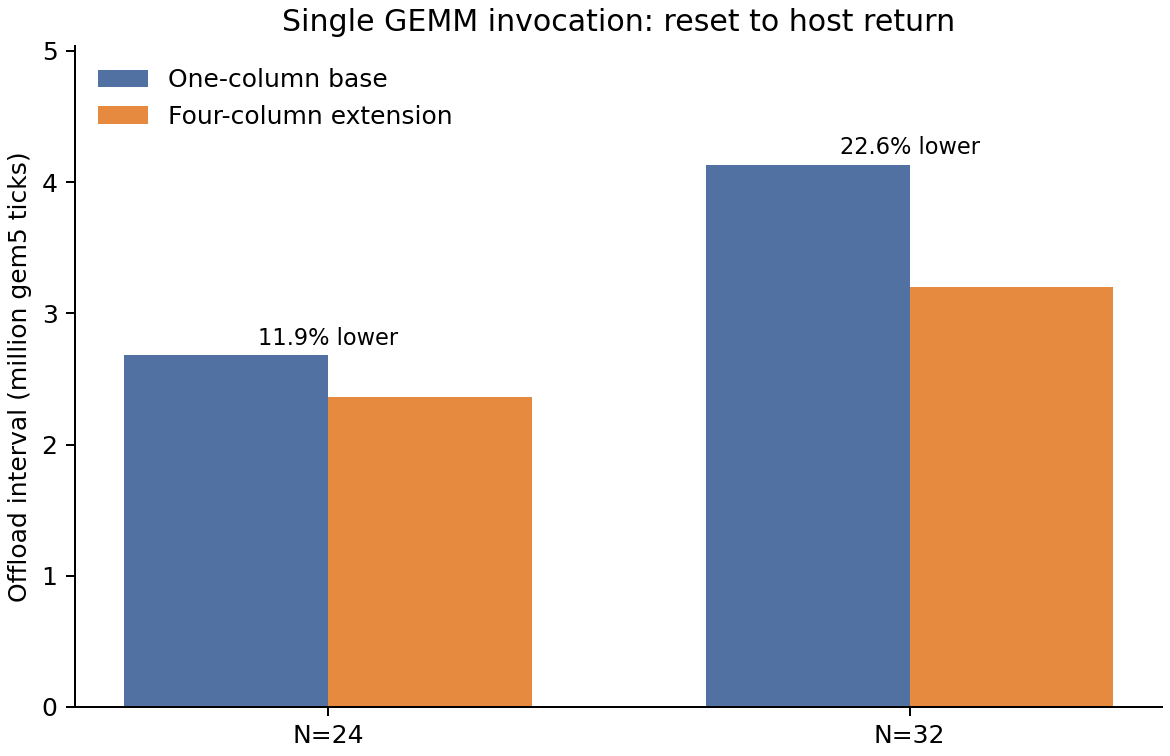 Single GEMM invocation: reset to host return
Offload interval (million gem5 ticks)
5
4
3
2
1
0
One-column base
Four-column extension
11.9% lower
22.6% lower
N=24
N=32